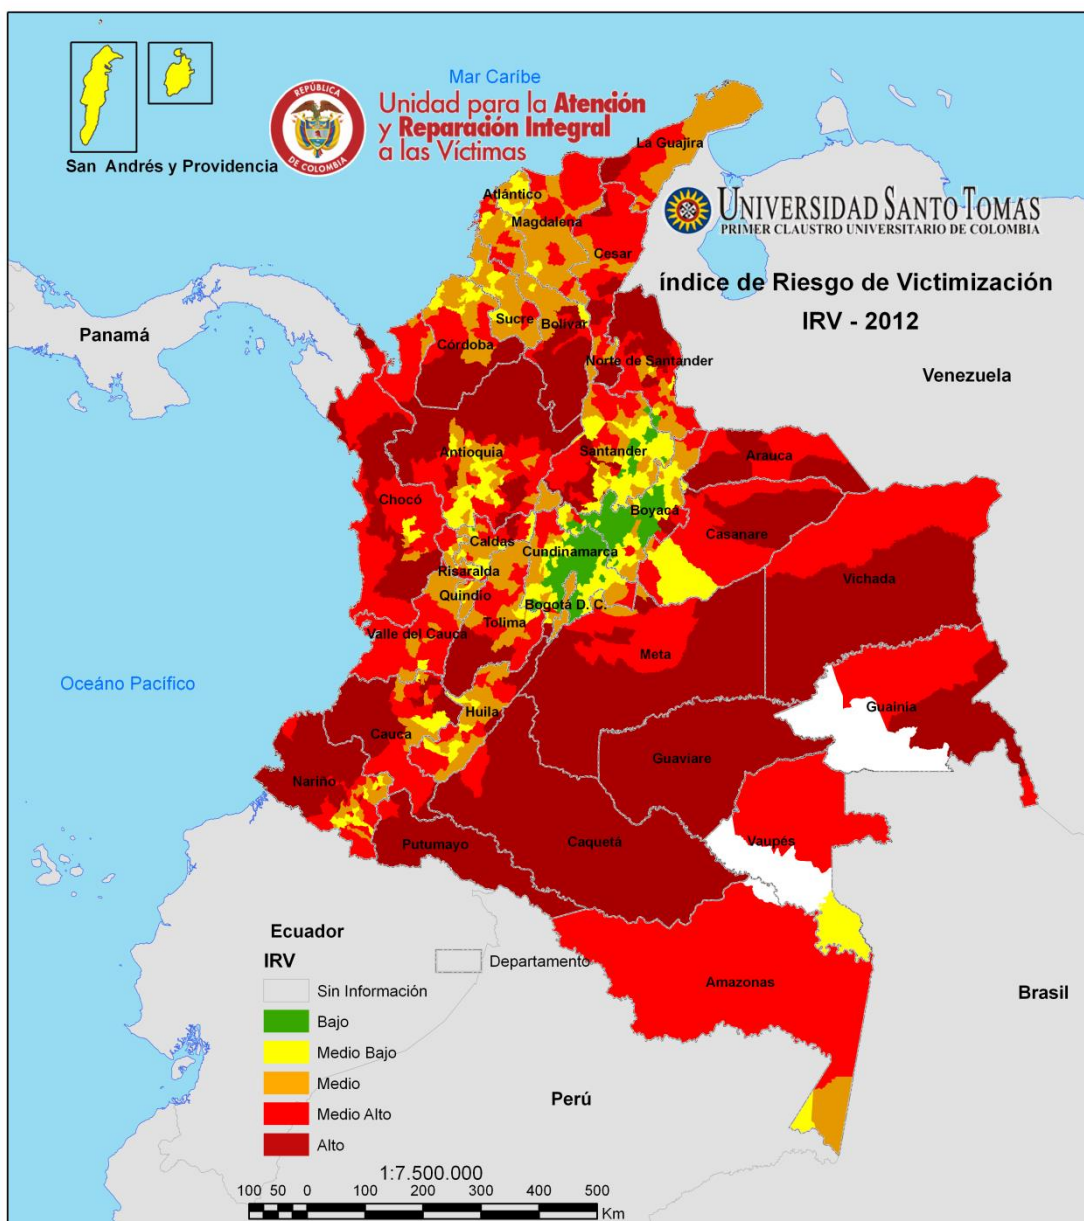 Mar Caríbe
REPÚBLICA
DE COLOMBIA
Unidad para la Atención
y Reparación Integral
a las Víctimas
San Andrés y Providencia
La Guajira
Atlántico
UNIVERSIDAD SANTO TOMAS
PRIMER CLAUSTRO UNIVERSITARIO DE COLOMBIA
Magdalena
Cesar
índice de Riesgo de Victimización
IRV - 2012
Panamá
Sucre
Bolívar
Córdoba
Norte de Santander
Venezuela
Antioquia
Santander
Arauca
Chocó
Boyacá
Casanare
Caldas
Cundinamarca
Risaralda
Vichada
Quindío
Bogotá D. C.
Tolima
Valle del Cauca
Meta
Oceáno Pacífico
Guainía
Huila
Cauca
Guaviare
Nariño
Putumayo
Caquetá
Vaupés
Ecuador
IRV
Departamento
Sin Información
Amazonas
Brasil
Bajo
Medio Bajo
Medio
Perú
Medio Alto
Alto
1:7.500.000
100 50 0 100 200 300 400 500
Km